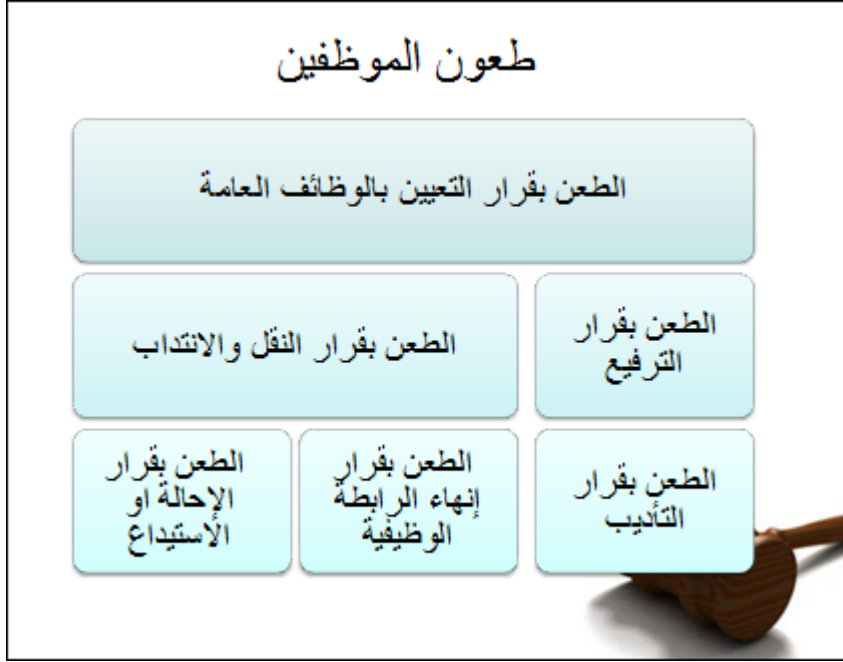 طعون الموظفين
الطعن بقرار التعيين بالوظائف العامة
الطعن بقرار
الترفيع
الطعن بقرار النقل والانتداب
الطعن بقرار
التأديب
الطعن بقرار
إنهاء الرابطة
الوظيفية
الطعن بقرار
الإحالة او
الاستيداع